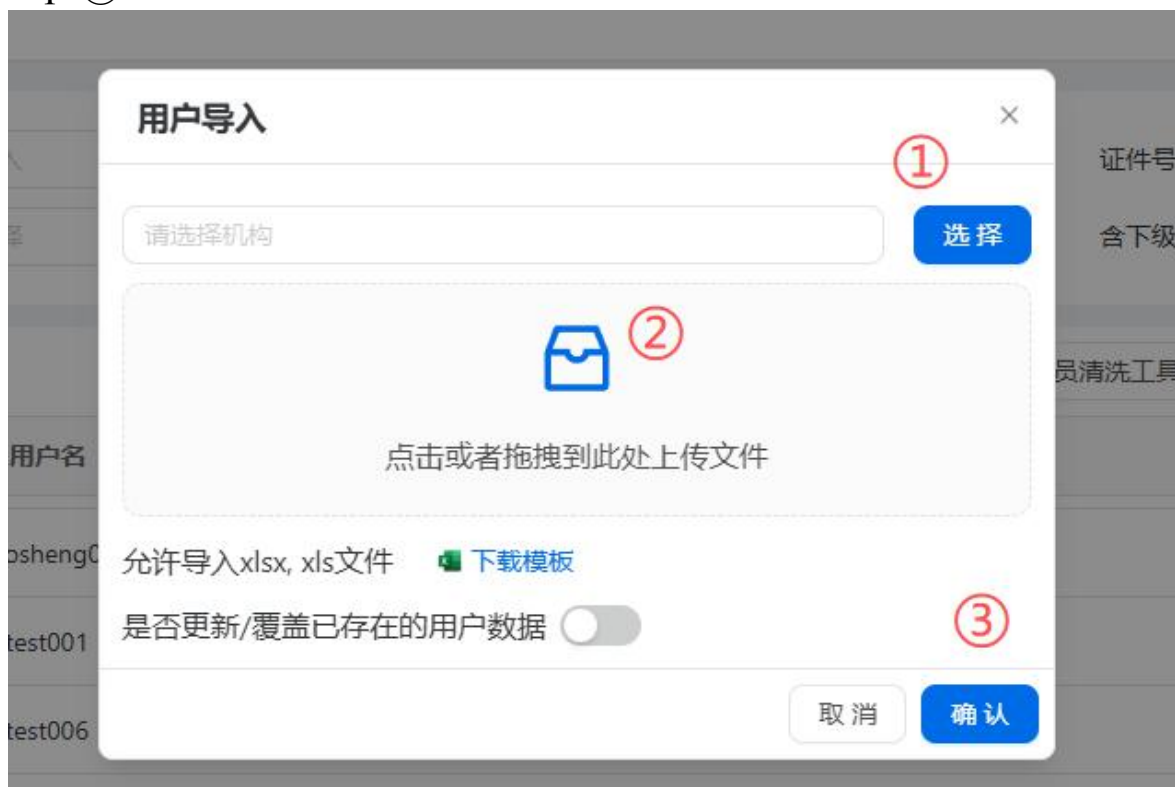 用户导入
①
证件号
请选择机构
选择
含下级
②
员清洗工具
用户名
点击或者拖拽到此处上传文件
osheng0
允许导入xlsx, xls文件 下载模板
是否更新/覆盖已存在的用户数据
③
test001
取消 确认
test006